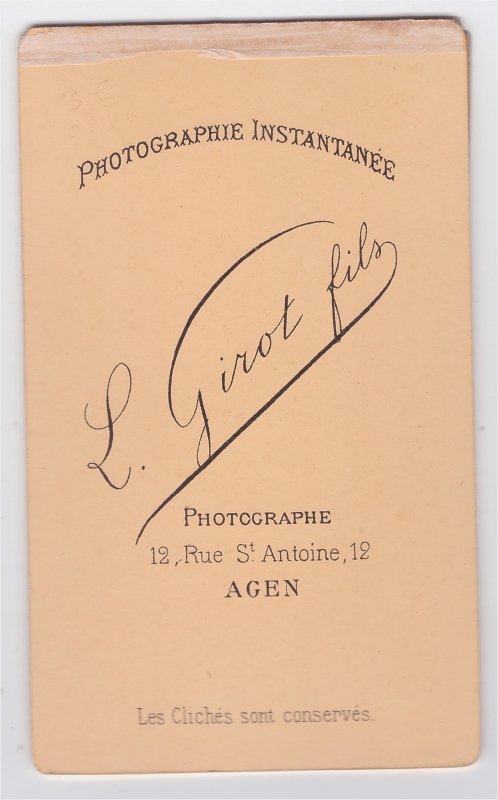 PHOTOGRAPHIE INSTANTANÉE
L. Girot fils
PHOTOGRAPHE
12, Rue St. Antoine, 12
AGEN
Les Clichés sont conservés.